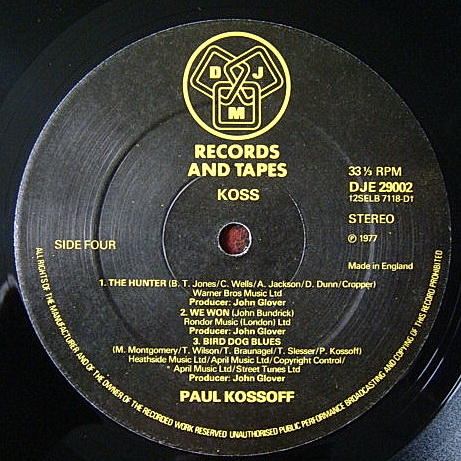 D J
M
RECORDS
AND TAPES
KOSS
33⅓ RPM
DJE 29002
†2SELB 7118-D†
STEREO
℗ 1977
Made in England
SIDE FOUR
1. THE HUNTER (B. T. Jones/C. Wells/A. Jackson/D. Dunn/Cropper)
Warner Bros Music Ltd
Producer: John Glover
2. WE WON (John Bundrick)
Rondor Music (London) Ltd
Producer: John Glover
3. BIRD DOG BLUES
(M. Montgomery/T. Wilson/T. Braunagel/T. Slesser/P. Kossoff)
Heathside Music Ltd/April Music Ltd/Copyright Control/
April Music Ltd/Street Tunes Ltd
Producer: John Glover
PAUL KOSSOFF
ALL RIGHTS OF THE MANUFACTURER AND OF THE OWNER OF THE RECORDED WORK RESERVED UNAUTHORISED PUBLIC PERFORMANCE BROADCASTING AND COPYING OF THIS RECORD PROHIBITED